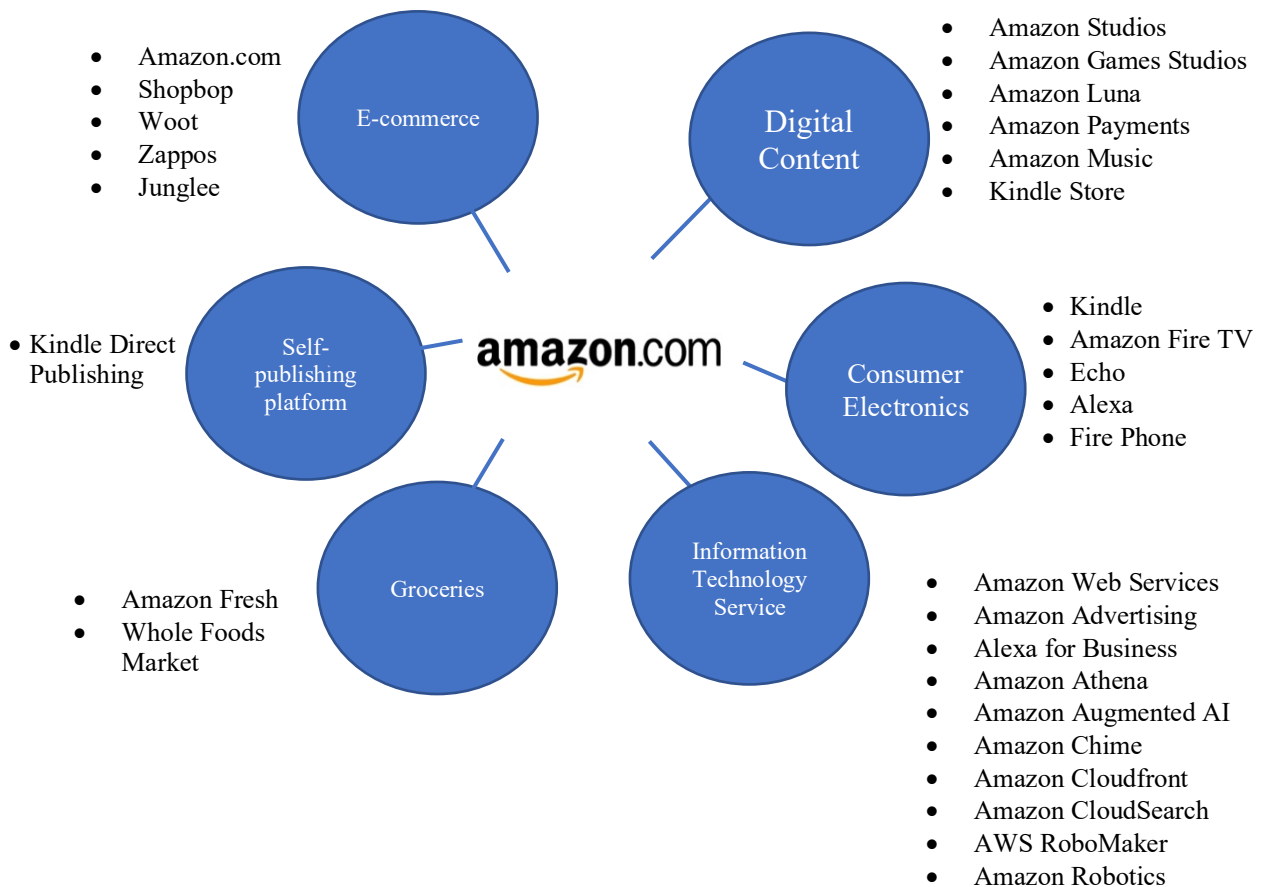 • Amazon.com
• Shopbop
• Woot
• Zappos
• Junglee
E-commerce
Digital
Content
• Amazon Studios
• Amazon Games Studios
• Amazon Luna
• Amazon Payments
• Amazon Music
• Kindle Store
• Kindle Direct
Publishing
Self-
publishing
platform
amazon.com
Consumer
Electronics
• Kindle
• Amazon Fire TV
• Echo
• Alexa
• Fire Phone
• Amazon Fresh
• Whole Foods
Market
Groceries
Information
Technology
Service
• Amazon Web Services
• Amazon Advertising
• Alexa for Business
• Amazon Athena
• Amazon Augmented AI
• Amazon Chime
• Amazon Cloudfront
• Amazon CloudSearch
• AWS RoboMaker
• Amazon Robotics